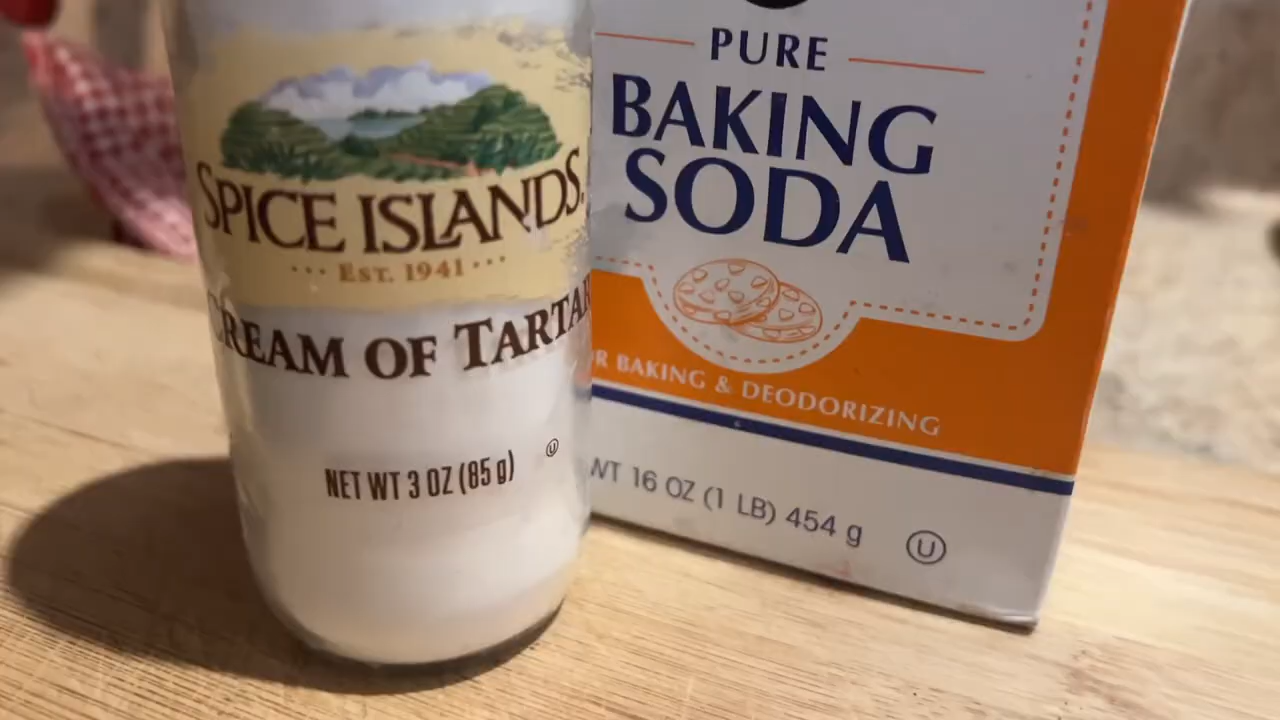 SPICE ISLANDS.
··· EST. 1941 ···
CREAM OF TARTAR
NET WT 3 OZ (85 g)
U
PURE
BAKING
SODA
BAKING & DEODORIZING
WT 16 OZ (1 LB) 454 g
U